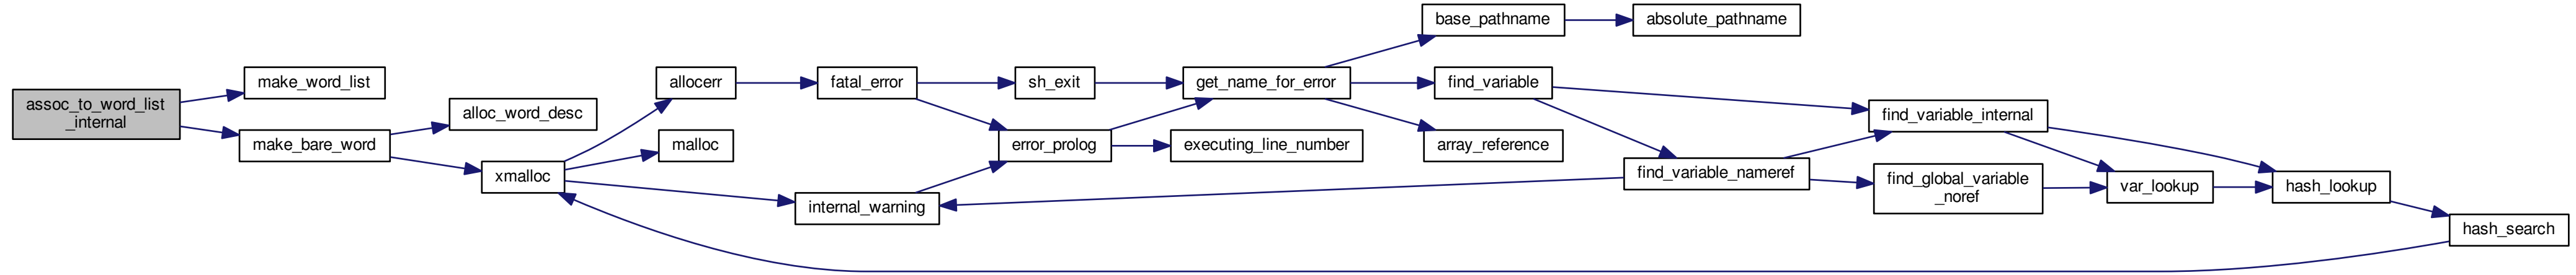 assoc_to_word_list
_internal
make_word_list
make_bare_word
alloc_word_desc
xmalloc
allocerr
malloc
internal_warning
fatal_error
sh_exit
error_prolog
get_name_for_error
executing_line_number
base_pathname
absolute_pathname
find_variable
array_reference
find_variable_nameref
find_variable_internal
find_global_variable
_noref
var_lookup
hash_lookup
hash_search